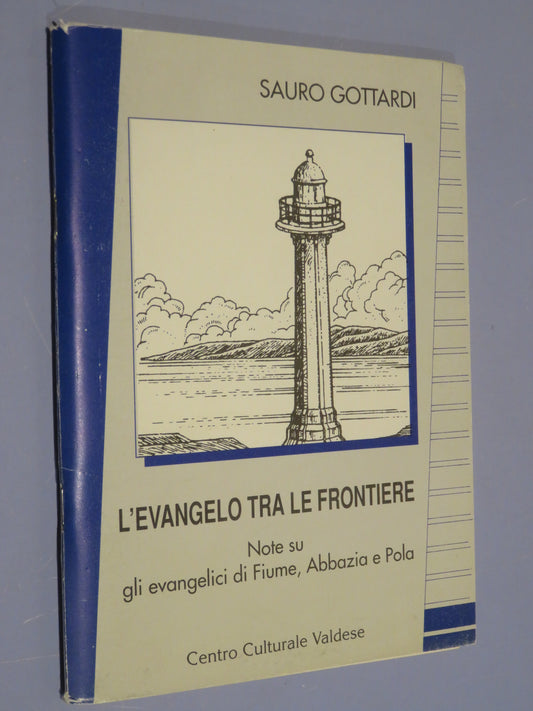 SAURO GOTTARDI
L'EVANGELO TRA LE FRONTIERE
Note su
gli evangelici di Fiume, Abbazia e Pola
Centro Culturale Valdese